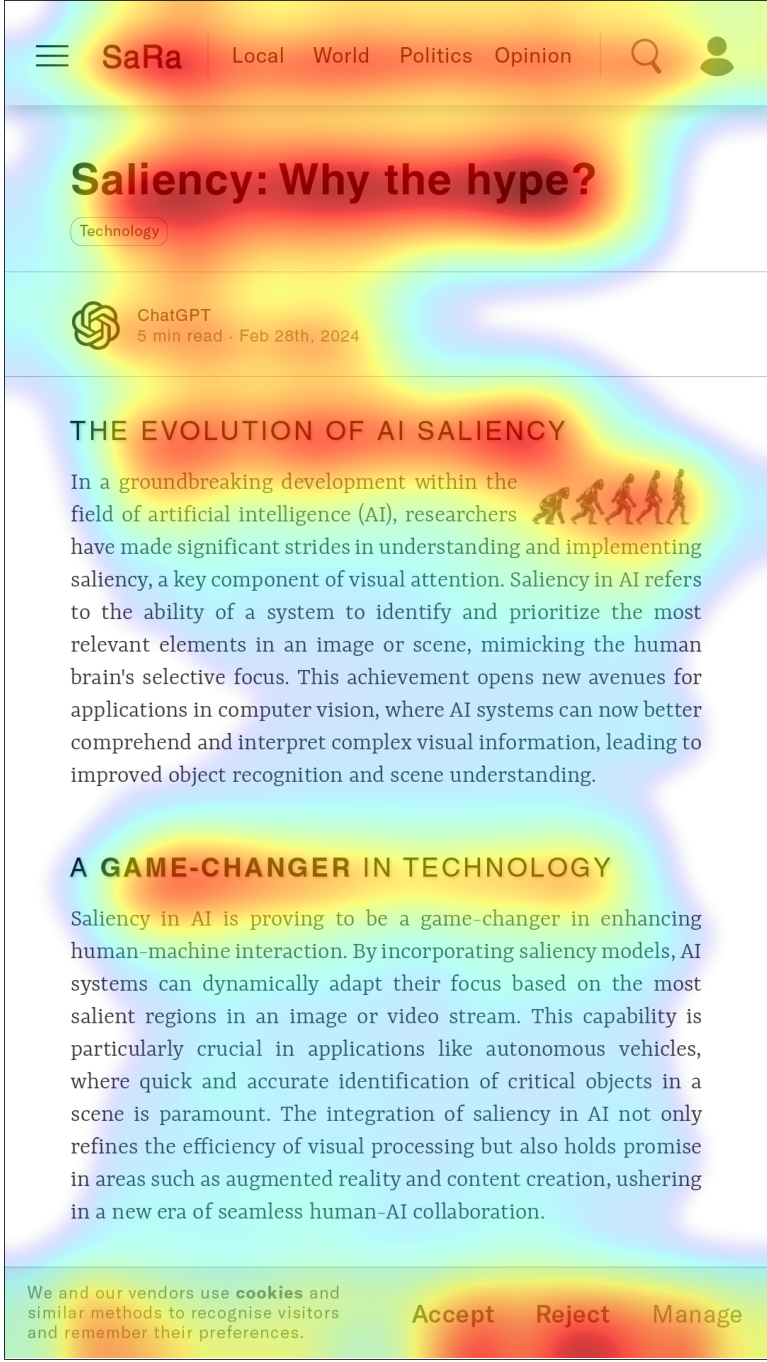 SaRa Local World Politics Opinion
Saliency: Why the hype?
Technology
ChatGPT
5 min read · Feb 28th, 2024
THE EVOLUTION OF AI SALIENCY
In a groundbreaking development within the
field of artificial intelligence (AI), researchers
have made significant strides in understanding and implementing
saliency, a key component of visual attention. Saliency in AI refers
to the ability of a system to identify and prioritize the most
relevant elements in an image or scene, mimicking the human
brain's selective focus. This achievement opens new avenues for
applications in computer vision, where AI systems can now better
comprehend and interpret complex visual information, leading to
improved object recognition and scene understanding.
A GAME-CHANGER IN TECHNOLOGY
Saliency in AI is proving to be a game-changer in enhancing
human-machine interaction. By incorporating saliency models, AI
systems can dynamically adapt their focus based on the most
salient regions in an image or video stream. This capability is
particularly crucial in applications like autonomous vehicles,
where quick and accurate identification of critical objects in a
scene is paramount. The integration of saliency in AI not only
refines the efficiency of visual processing but also holds promise
in areas such as augmented reality and content creation, ushering
in a new era of seamless human-AI collaboration.
We and our vendors use cookies and
similar methods to recognise visitors
and remember their preferences.
Accept Reject Manage